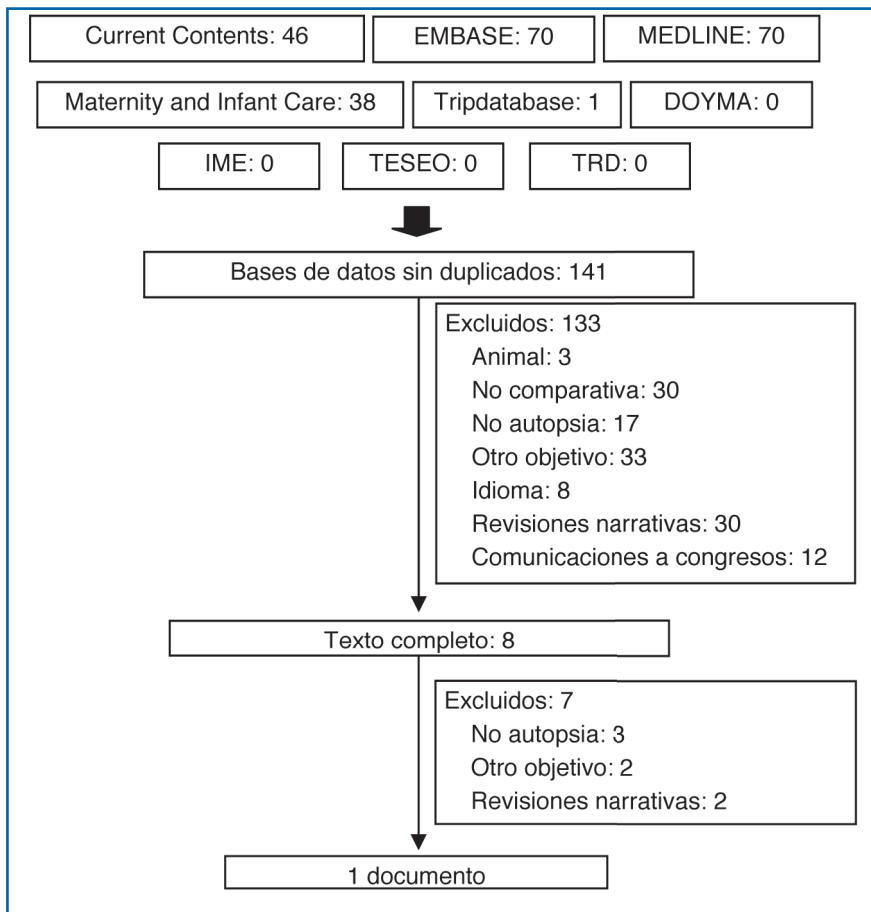 Current Contents: 46
EMBASE: 70
MEDLINE: 70
Maternity and Infant Care: 38
Tripdatabase: 1
DOYMA: 0
IME: 0
TESEO: 0
TRD: 0
Bases de datos sin duplicados: 141
Excluidos: 133
Animal: 3
No comparativa: 30
No autopsia: 17
Otro objetivo: 33
Idioma: 8
Revisiones narrativas: 30
Comunicaciones a congresos: 12
Texto completo: 8
Excluidos: 7
No autopsia: 3
Otro objetivo: 2
Revisiones narrativas: 2
1 documento